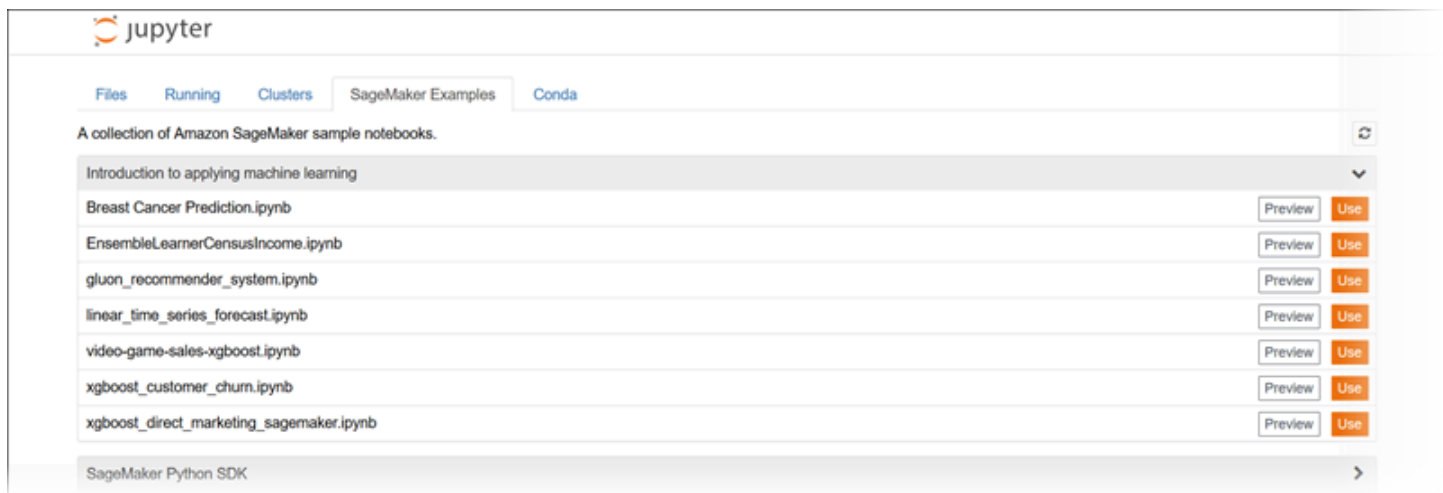 jupyter
Files Running Clusters SageMaker Examples Conda
A collection of Amazon SageMaker sample notebooks.
Introduction to applying machine learning
Breast Cancer Prediction.ipynb Preview Use
EnsembleLearnerCensusIncome.ipynb Preview Use
gluon_recommender_system.ipynb Preview Use
linear_time_series_forecast.ipynb Preview Use
video-game-sales-xgboost.ipynb Preview Use
xgboost_customer_churn.ipynb Preview Use
xgboost_direct_marketing_sagemaker.ipynb Preview Use
SageMaker Python SDK